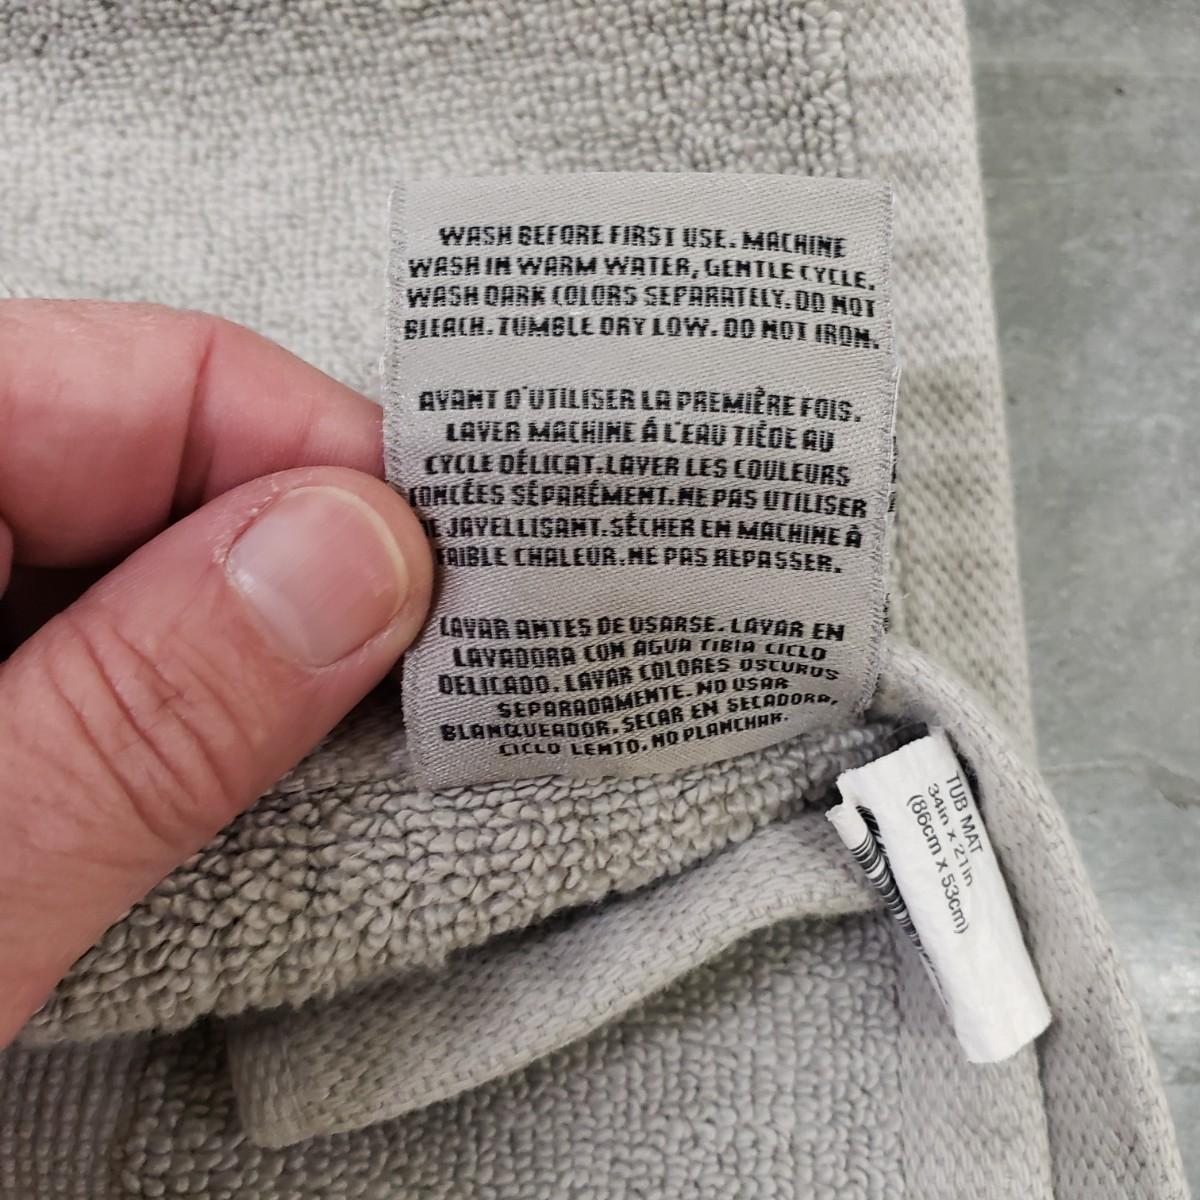 WASH BEFORE FIRST USE. MACHINE
WASH IN WARM WATER, GENTLE CYCLE.
WASH DARK COLORS SEPARATELY. DO NOT
BLEACH. TUMBLE DRY LOW. DO NOT IRON.
AVANT D'UTILISER LA PREMIÈRE FOIS.
LAVER MACHINE Á L'EAU TIÉDE AU
CYCLE DÉLICAT. LAVER LES COULEURS
FONCÉES SÉPARÉMENT. NE PAS UTILISER
DE JAVELLISANT. SÉCHER EN MACHINE À
FAIBLE CHALEUR. NE PAS REPASSER.
LAVAR ANTES DE USARSE. LAVAR EN
LAVADORA CON AGUA TIBIA CICLO
DELICADO. LAVAR COLORES OSCUROS
SEPARADAMENTE. NO USAR
BLANQUEADOR. SECAR EN SECADORA,
CICLO LENTO, NO PLANCHAR.
TUB MAT
34in x 21in
(86cm x 53cm)